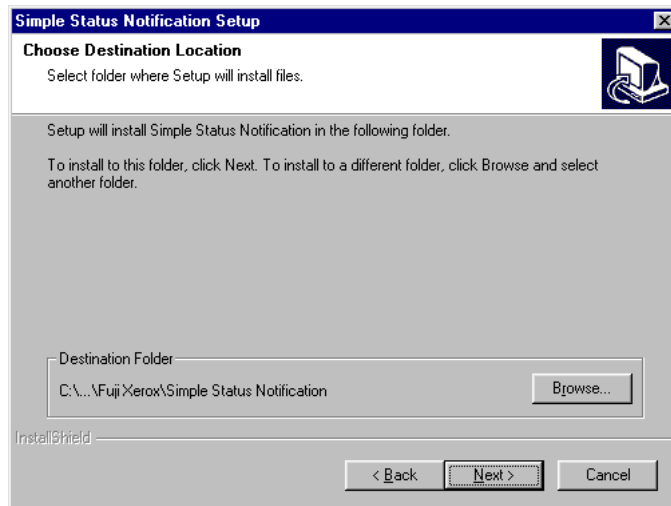 Simple Status Notification Setup
Choose Destination Location
Select folder where Setup will install files.
Setup will install Simple Status Notification in the following folder.
To install to this folder, click Next. To install to a different folder, click Browse and select
another folder.
Destination Folder
C:\...\Fuji Xerox\Simple Status Notification
Browse...
InstallShield
< Back
Next >
Cancel